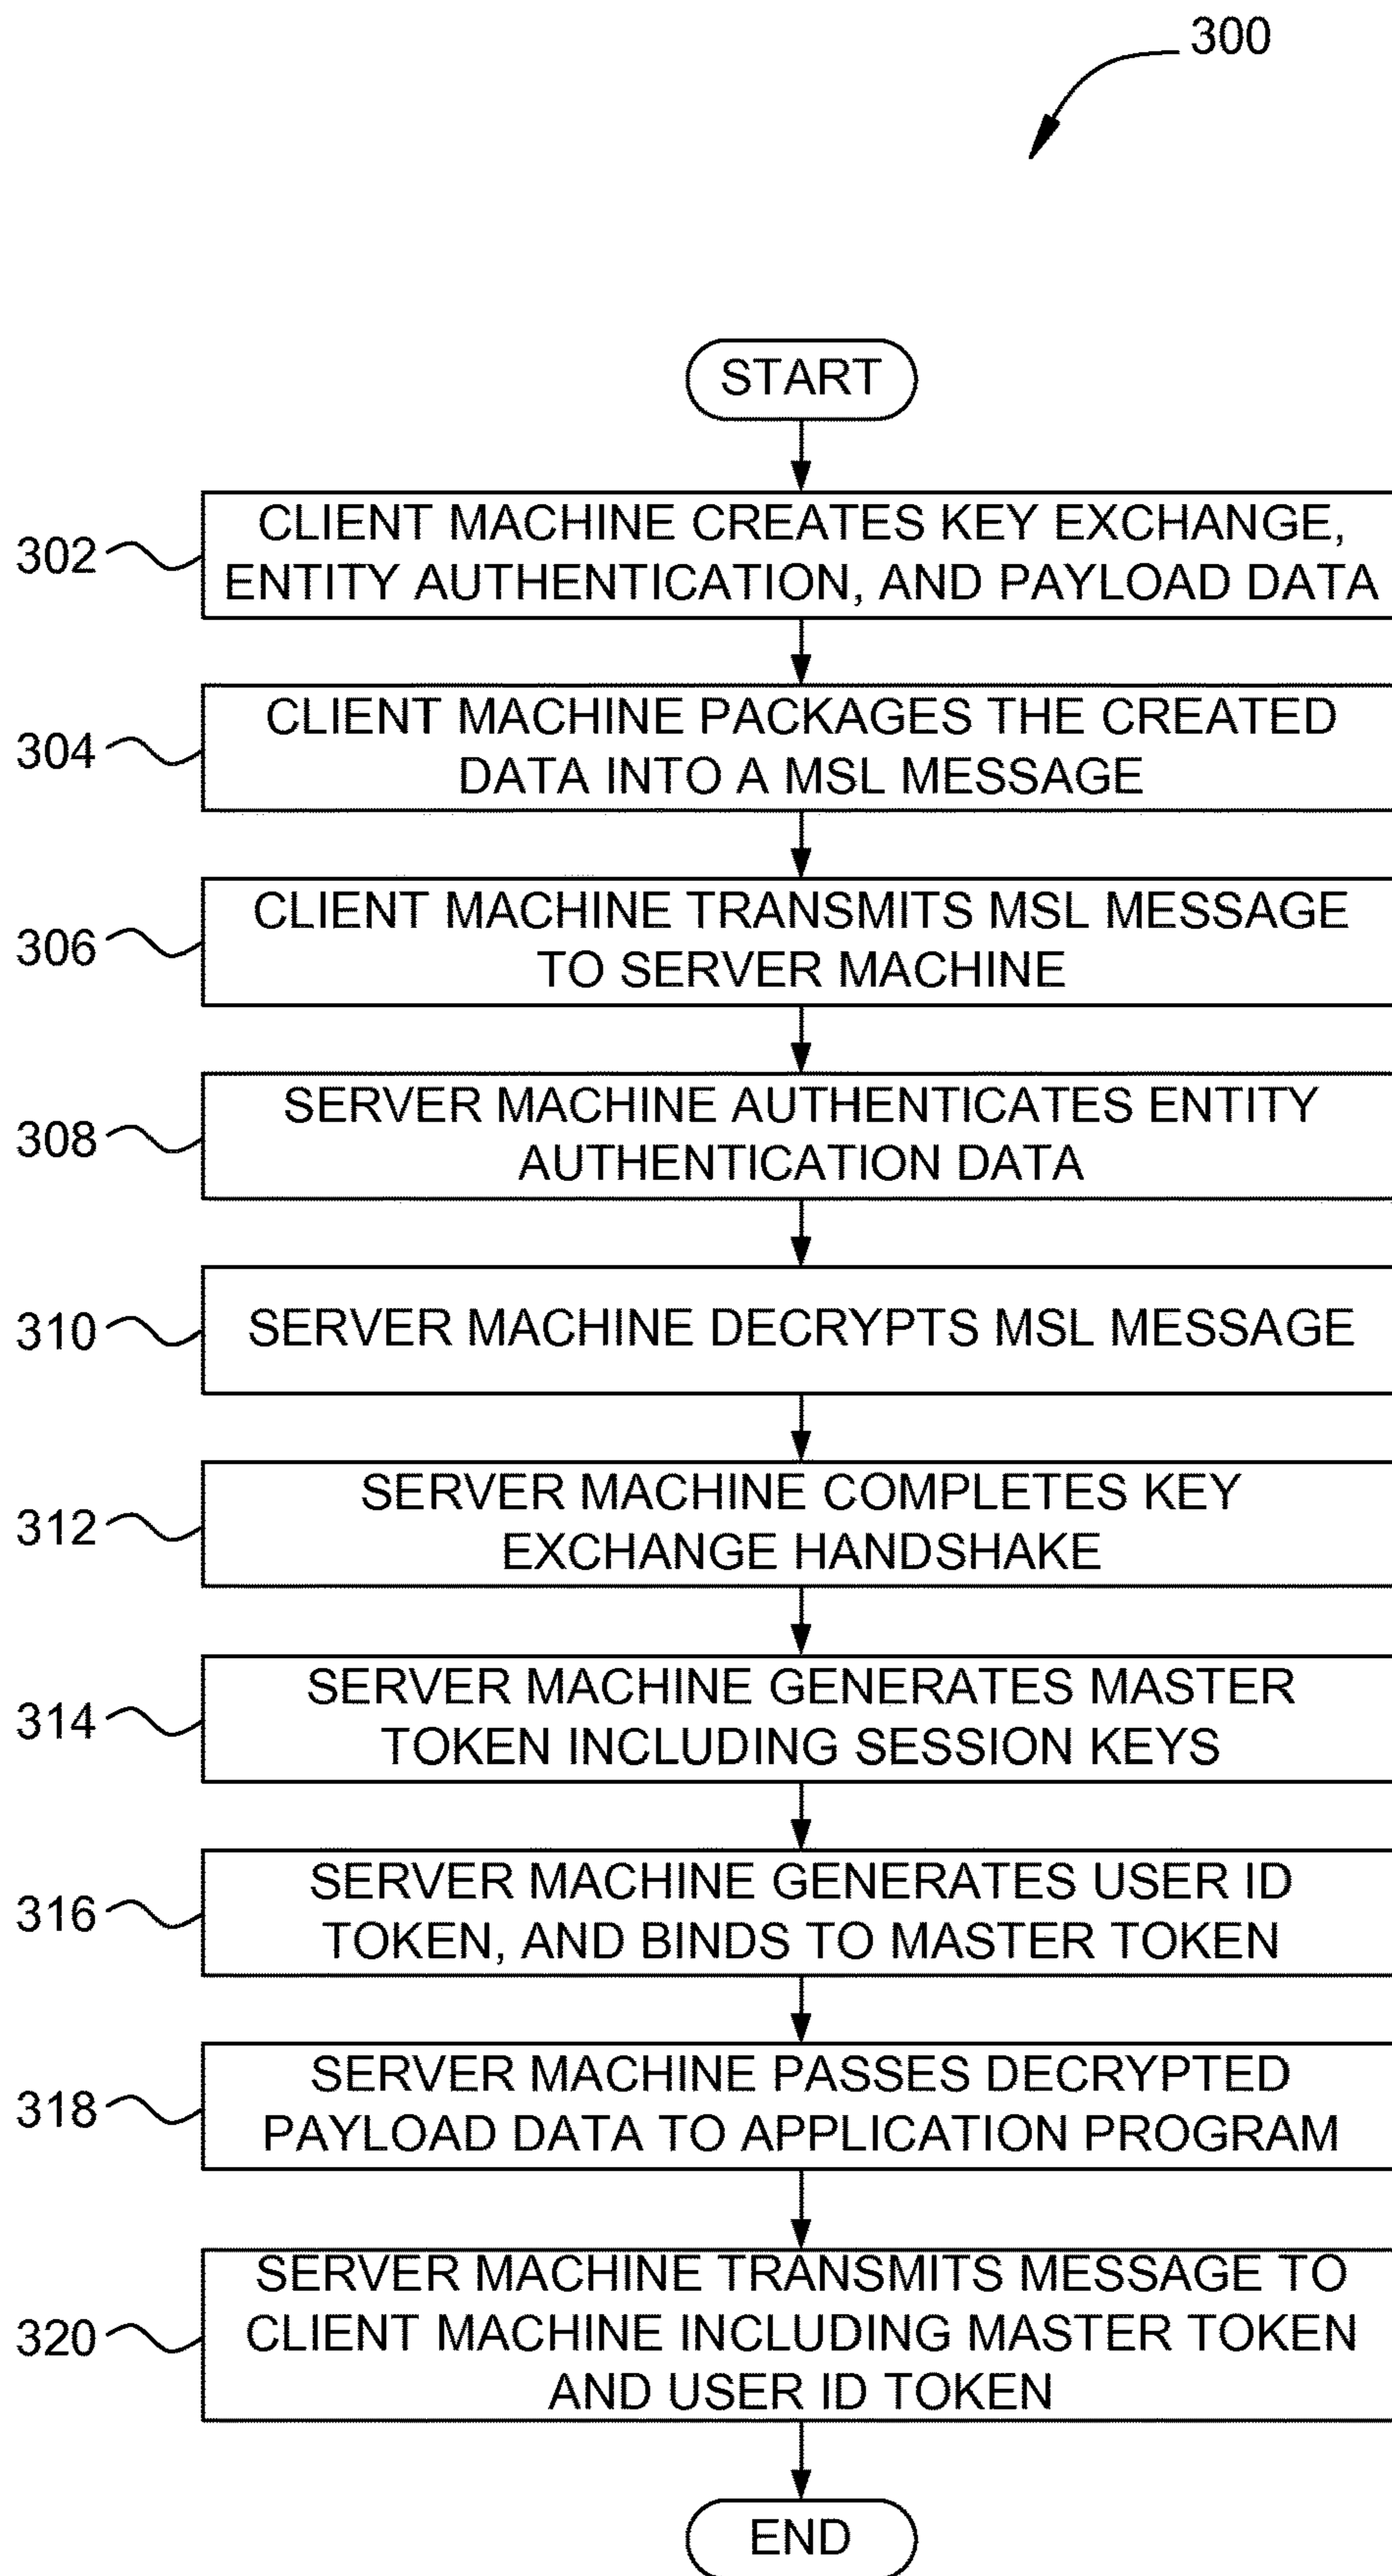 300
START
302
CLIENT MACHINE CREATES KEY EXCHANGE,
ENTITY AUTHENTICATION, AND PAYLOAD DATA
304
CLIENT MACHINE PACKAGES THE CREATED
DATA INTO A MSL MESSAGE
306
CLIENT MACHINE TRANSMITS MSL MESSAGE
TO SERVER MACHINE
308
SERVER MACHINE AUTHENTICATES ENTITY
AUTHENTICATION DATA
310
SERVER MACHINE DECRYPTS MSL MESSAGE
312
SERVER MACHINE COMPLETES KEY
EXCHANGE HANDSHAKE
314
SERVER MACHINE GENERATES MASTER
TOKEN INCLUDING SESSION KEYS
316
SERVER MACHINE GENERATES USER ID
TOKEN, AND BINDS TO MASTER TOKEN
318
SERVER MACHINE PASSES DECRYPTED
PAYLOAD DATA TO APPLICATION PROGRAM
320
SERVER MACHINE TRANSMITS MESSAGE TO
CLIENT MACHINE INCLUDING MASTER TOKEN
AND USER ID TOKEN
END